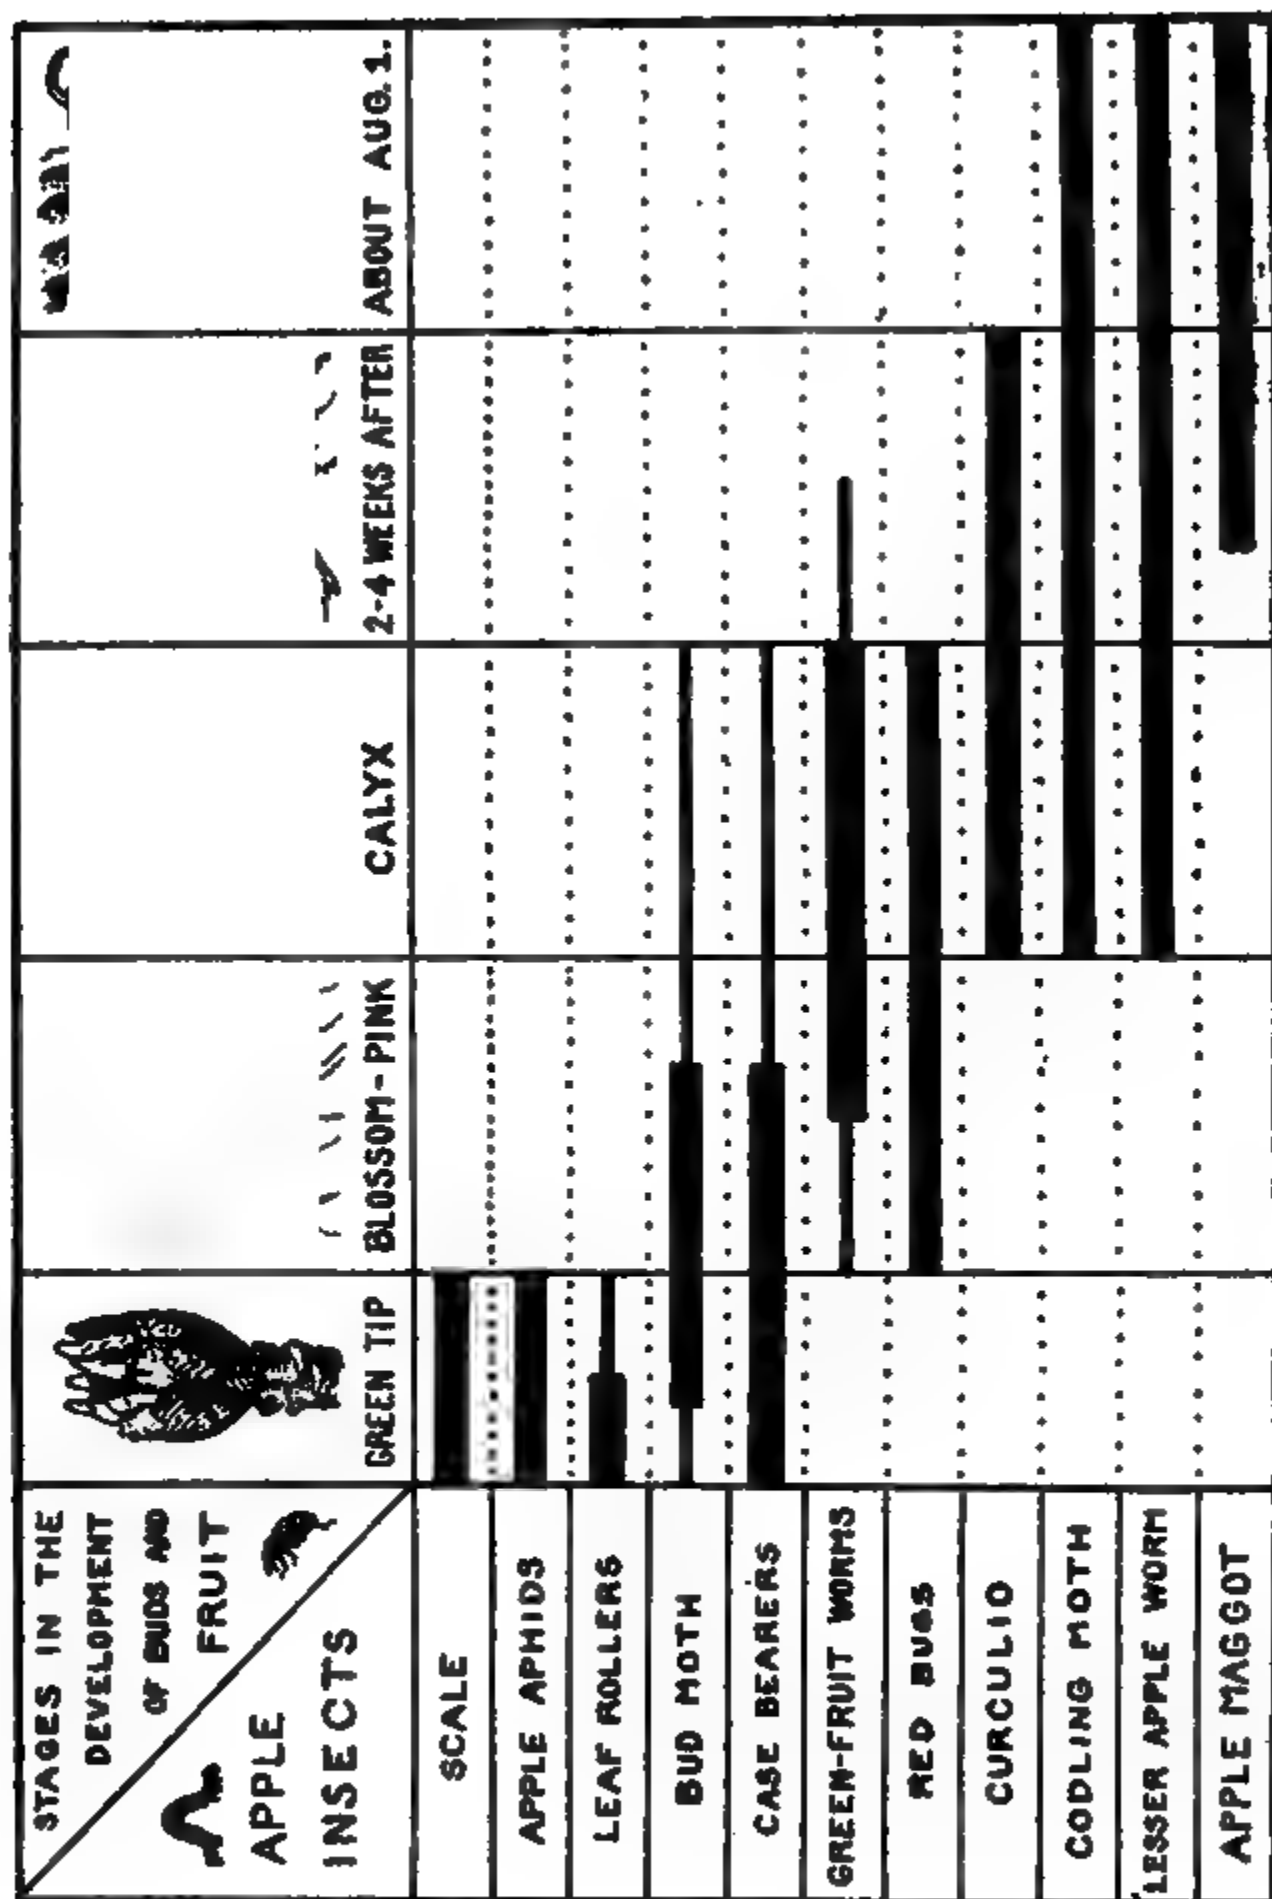 STAGES IN THE
DEVELOPMENT
OF BUDS AND
FRUIT
APPLE
INSECTS
GREEN TIP
BLOSSOM-PINK
CALYX
2-4 WEEKS AFTER
ABOUT AUG. 1.
SCALE
APPLE APHIDS
LEAF ROLLERS
BUD MOTH
CASE BEARERS
GREEN-FRUIT WORMS
RED BUGS
CURCULIO
CODLING MOTH
LESSER APPLE WORM
APPLE MAGGOT